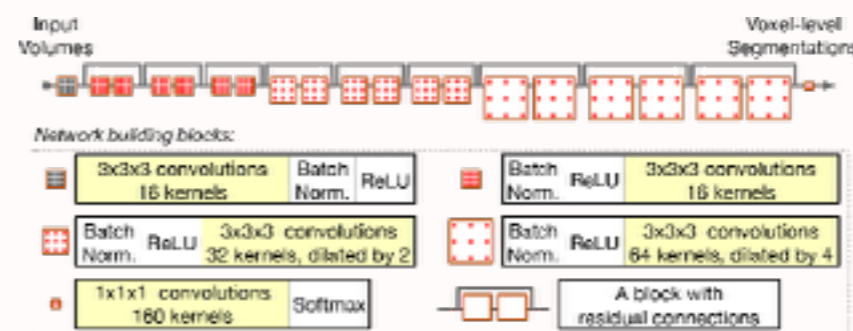 Input
Volumes
Voxel-level
Segmentations
Network building blocks:
3x3x3 convolutions
16 kernels
Batch
Norm.
ReLU
Batch
Norm.
ReLU
3x3x3 convolutions
16 kernels
Batch
Norm.
ReLU
3x3x3 convolutions
32 kernels, dilated by 2
Batch
Norm.
ReLU
3x3x3 convolutions
64 kernels, dilated by 4
1x1x1 convolutions
160 kernels
Softmax
A block with
residual connections